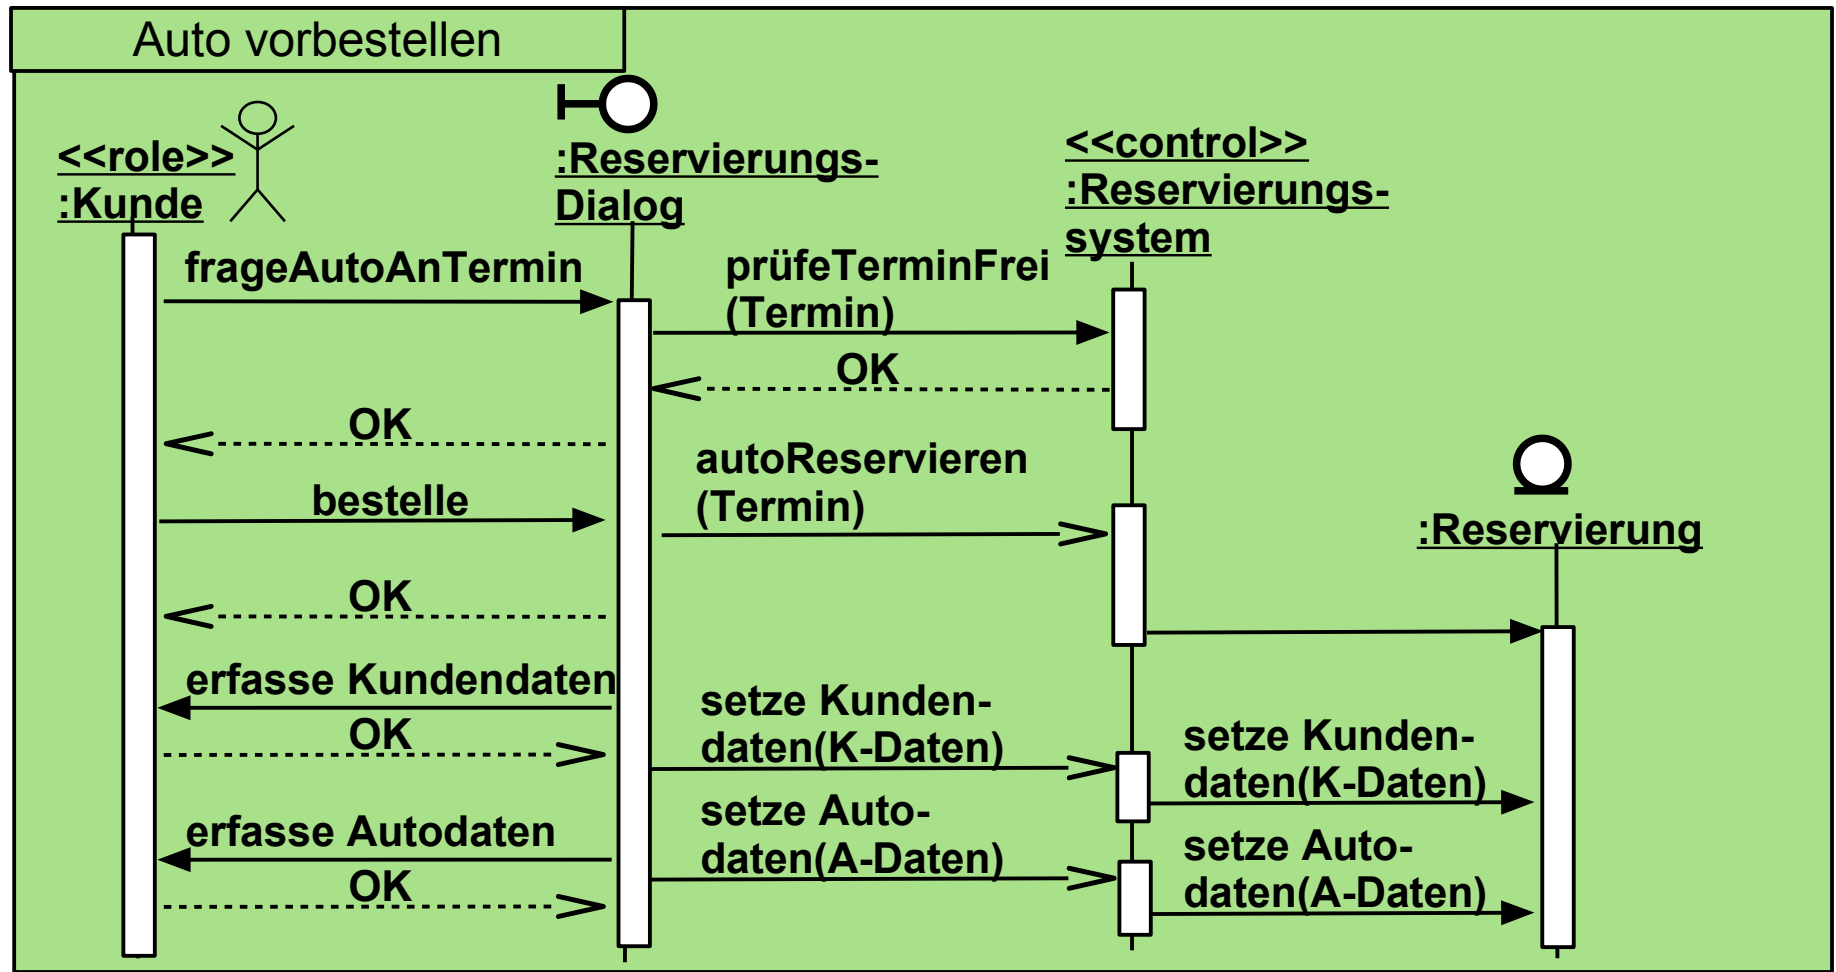 Auto vorbestellen
<<role>>
:Kunde
:Reservierungs-
Dialog
<<control>>
:Reservierungs-
system
frageAutoAnTermin
prüfeTerminFrei
(Termin)
OK
OK
autoReservieren
(Termin)
bestelle
:Reservierung
OK
erfasse Kundendaten
OK
setze Kunden-
daten(K-Daten)
setze Kunden-
daten(K-Daten)
erfasse Autodaten
OK
setze Auto-
daten(A-Daten)
setze Auto-
daten(A-Daten)